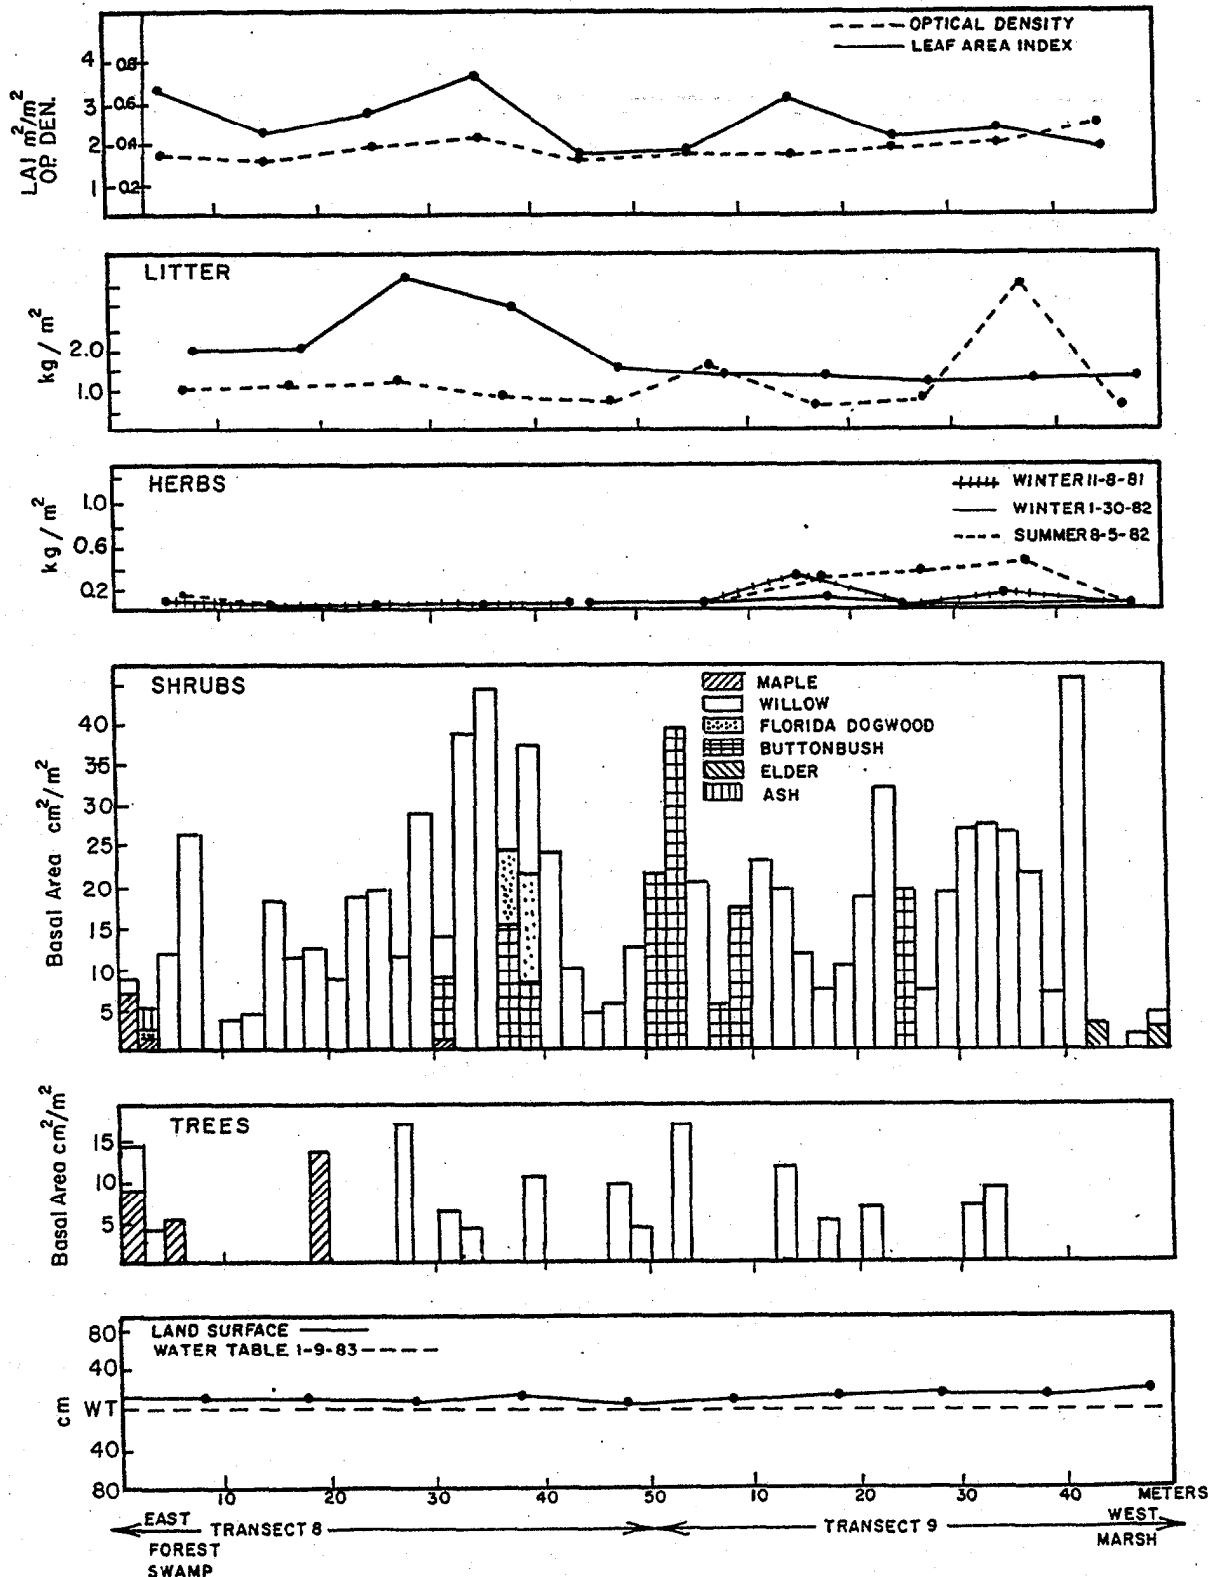 OPTICAL DENSITY
LEAF AREA INDEX
LAI m²/m²
OP. DEN.
4
3
2
1
0.8
0.6
0.4
0.2
LITTER
kg / m²
2.0
1.0
HERBS
kg / m²
1.0
0.6
0.2
WINTER 11-8-81
WINTER 1-30-82
SUMMER 8-5-82
SHRUBS
Basal Area cm²/m²
40
35
30
25
20
15
10
5
MAPLE
WILLOW
FLORIDA DOGWOOD
BUTTONBUSH
ELDER
ASH
TREES
Basal Area cm²/m²
15
10
5
LAND SURFACE
WATER TABLE 1-9-83
cm
80
40
WT
40
80
10 20 30 40 50 10 20 30 40 METERS
EAST TRANSECT 8 TRANSECT 9 WEST
FOREST MARSH
SWAMP